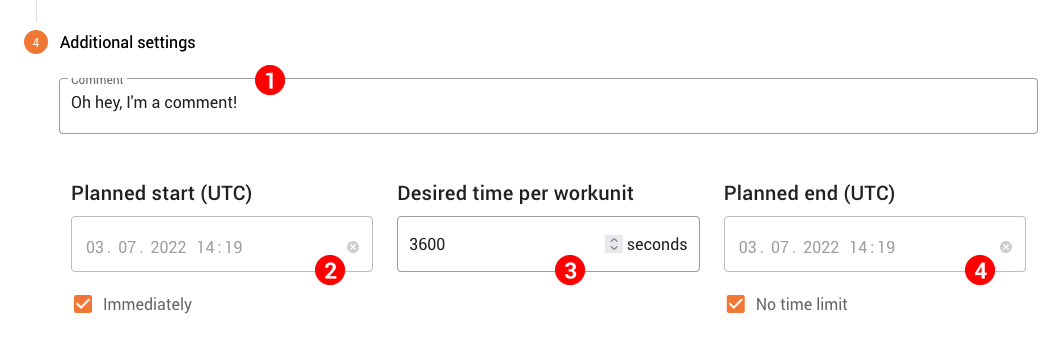 4 Additional settings
Comment 1
Oh hey, I'm a comment!
Planned start (UTC) Desired time per workunit Planned end (UTC)
03. 07. 2022 14:19 3600 seconds 03. 07. 2022 14:19
2 3 4
Immediately No time limit